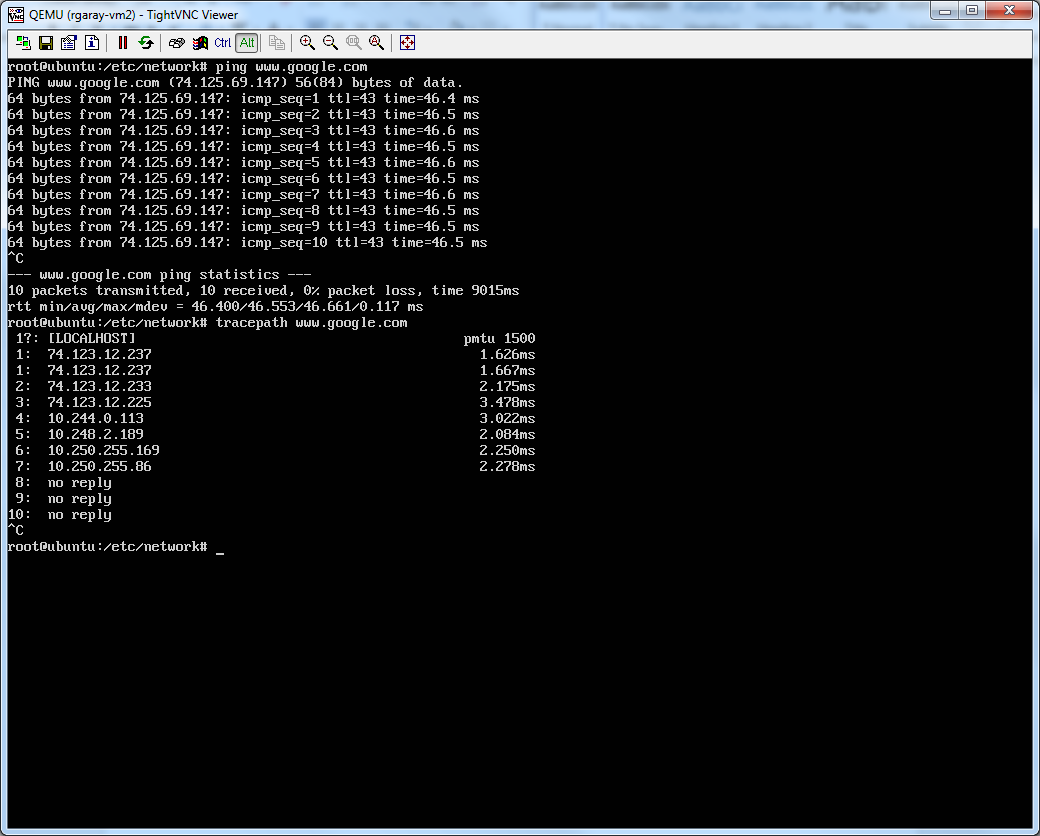 QEMU (rgaray-vm2) - TightVNC Viewer
Ctrl Alt
root@ubuntu:/etc/network# ping www.google.com
PING www.google.com (74.125.69.147) 56(84) bytes of data.
64 bytes from 74.125.69.147: icmp_seq=1 ttl=43 time=46.4 ms
64 bytes from 74.125.69.147: icmp_seq=2 ttl=43 time=46.5 ms
64 bytes from 74.125.69.147: icmp_seq=3 ttl=43 time=46.6 ms
64 bytes from 74.125.69.147: icmp_seq=4 ttl=43 time=46.5 ms
64 bytes from 74.125.69.147: icmp_seq=5 ttl=43 time=46.6 ms
64 bytes from 74.125.69.147: icmp_seq=6 ttl=43 time=46.5 ms
64 bytes from 74.125.69.147: icmp_seq=7 ttl=43 time=46.6 ms
64 bytes from 74.125.69.147: icmp_seq=8 ttl=43 time=46.5 ms
64 bytes from 74.125.69.147: icmp_seq=9 ttl=43 time=46.5 ms
64 bytes from 74.125.69.147: icmp_seq=10 ttl=43 time=46.5 ms
^C
--- www.google.com ping statistics ---
10 packets transmitted, 10 received, 0% packet loss, time 9015ms
rtt min/avg/max/mdev = 46.400/46.553/46.661/0.117 ms
root@ubuntu:/etc/network# tracepath www.google.com
 1?: [LOCALHOST]                                         pmtu 1500
 1:  74.123.12.237                                         1.626ms
 1:  74.123.12.237                                         1.667ms
 2:  74.123.12.233                                         2.175ms
 3:  74.123.12.225                                         3.478ms
 4:  10.244.0.113                                          3.022ms
 5:  10.248.2.189                                          2.084ms
 6:  10.250.255.169                                        2.250ms
 7:  10.250.255.86                                         2.278ms
 8:  no reply
 9:  no reply
10:  no reply
^C
root@ubuntu:/etc/network# _